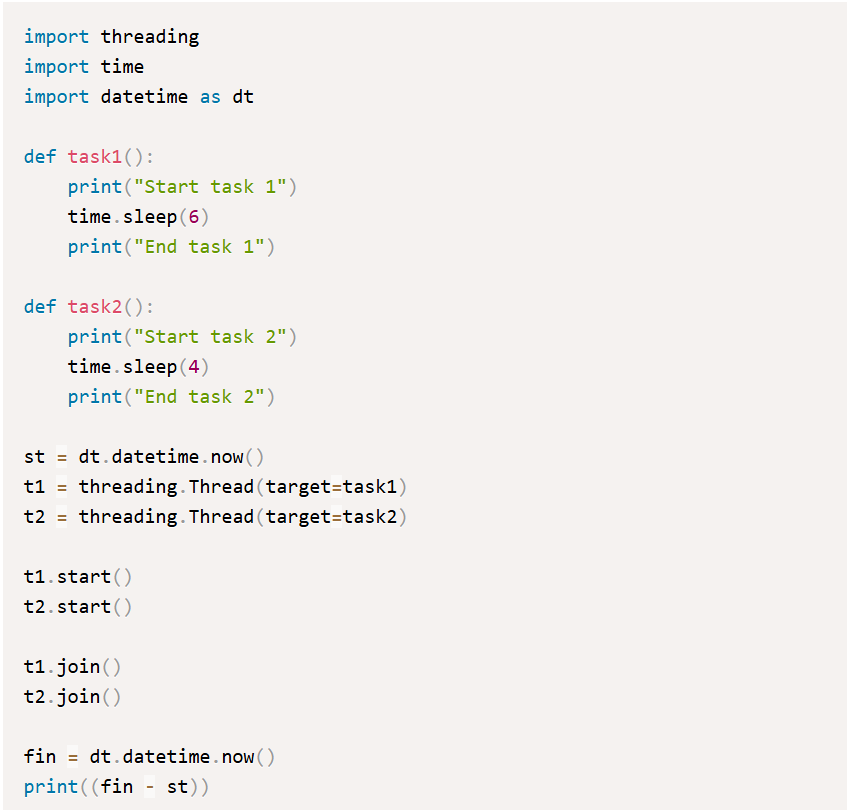 import threading
import time
import datetime as dt

def task1():
    print("Start task 1")
    time.sleep(6)
    print("End task 1")

def task2():
    print("Start task 2")
    time.sleep(4)
    print("End task 2")

st = dt.datetime.now()
t1 = threading.Thread(target=task1)
t2 = threading.Thread(target=task2)

t1.start()
t2.start()

t1.join()
t2.join()

fin = dt.datetime.now()
print((fin - st))